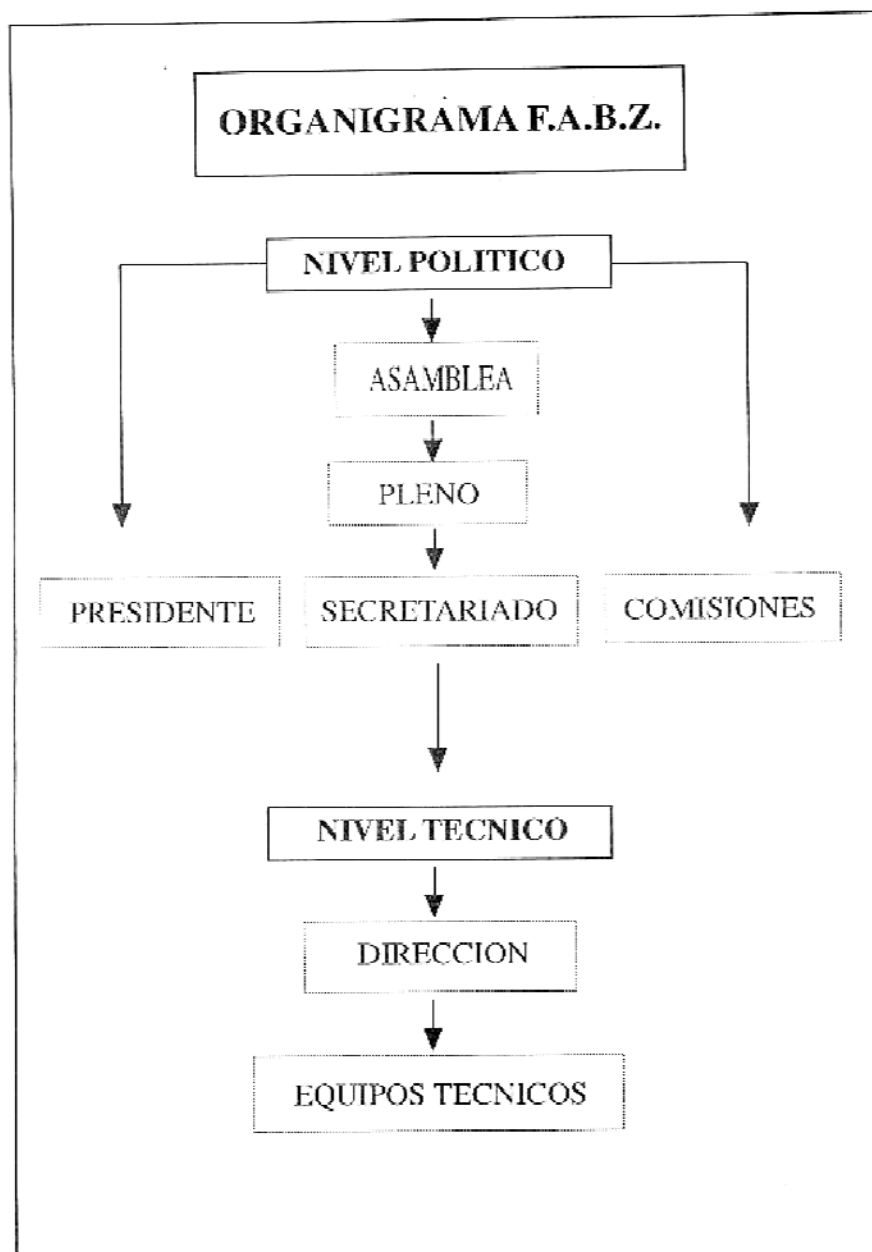 ORGANIGRAMA F.A.B.Z.
NIVEL POLITICO
ASAMBLEA
PLENO
PRESIDENTE
SECRETARIADO
COMISIONES
NIVEL TECNICO
DIRECCION
EQUIPOS TECNICOS